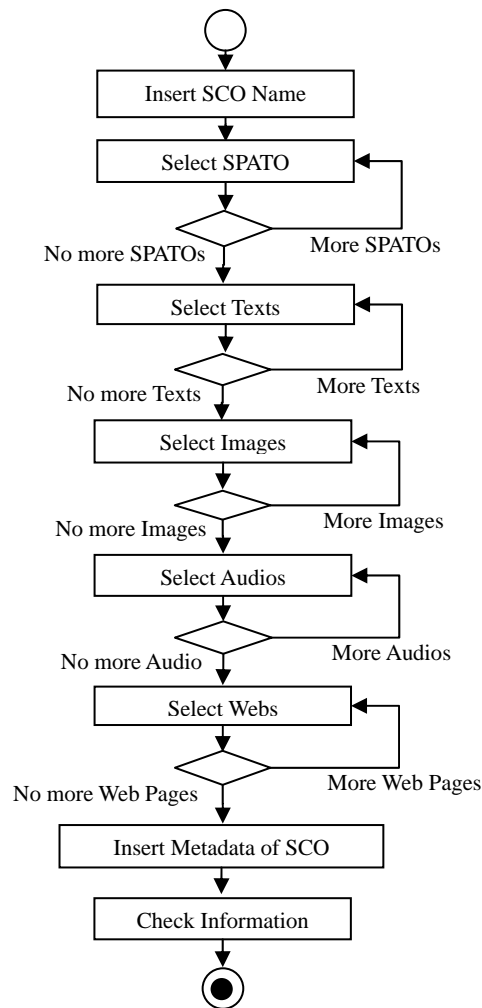 Insert SCO Name
Select SPATO
No more SPATOs
More SPATOs
Select Texts
No more Texts
More Texts
Select Images
No more Images
More Images
Select Audios
No more Audio
More Audios
Select Webs
No more Web Pages
More Web Pages
Insert Metadata of SCO
Check Information